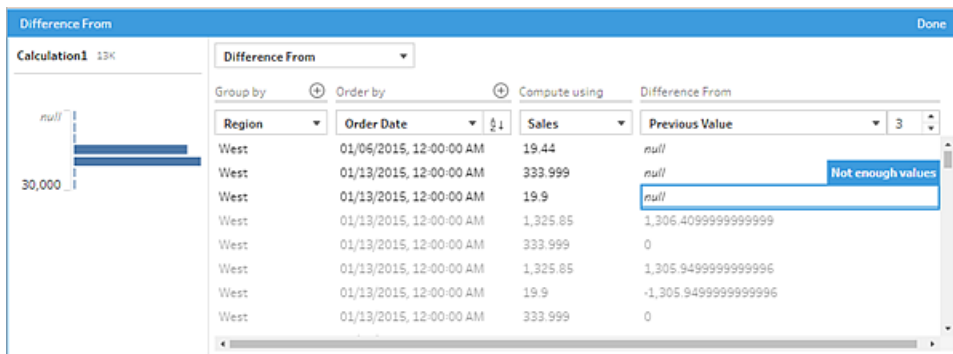 Difference From Done
Calculation1 13K
Difference From
Group by Order by Compute using Difference From
null
30,000
Region Order Date Sales Previous Value 3
West 01/06/2015, 12:00:00 AM 19.44 null
West 01/13/2015, 12:00:00 AM 333.999 null
Not enough values
West 01/13/2015, 12:00:00 AM 19.9 null
West 01/13/2015, 12:00:00 AM 1,325.85 1,306.4099999999999
West 01/13/2015, 12:00:00 AM 333.999 0
West 01/13/2015, 12:00:00 AM 1,325.85 1,305.9499999999996
West 01/13/2015, 12:00:00 AM 19.9 -1,305.9499999999996
West 01/13/2015, 12:00:00 AM 333.999 0